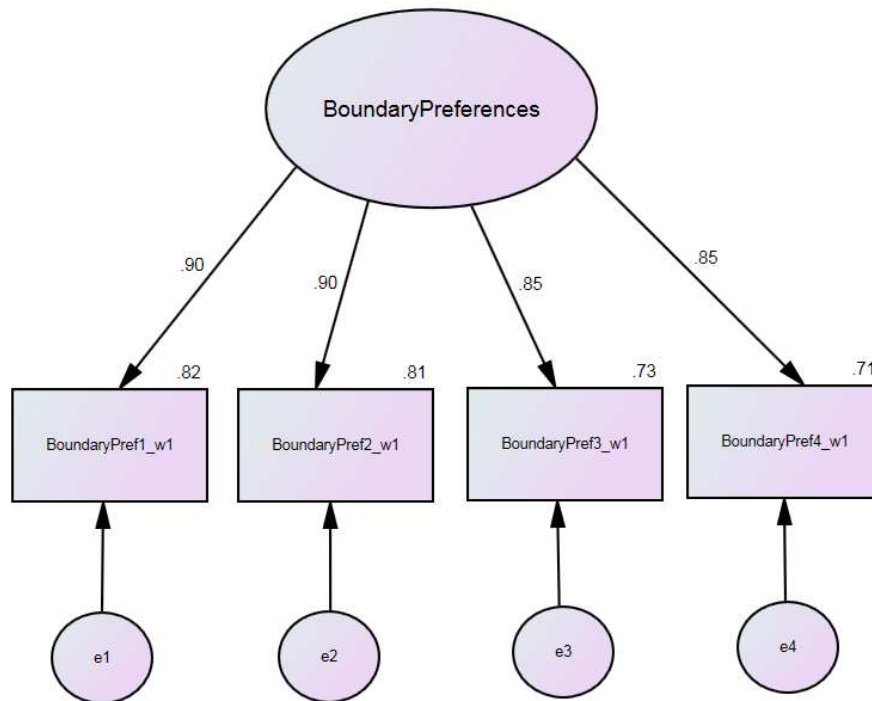 BoundaryPreferences
.90
.90
.85
.85
.82
.81
.73
.71
BoundaryPref1_w1
BoundaryPref2_w1
BoundaryPref3_w1
BoundaryPref4_w1
e1
e2
e3
e4